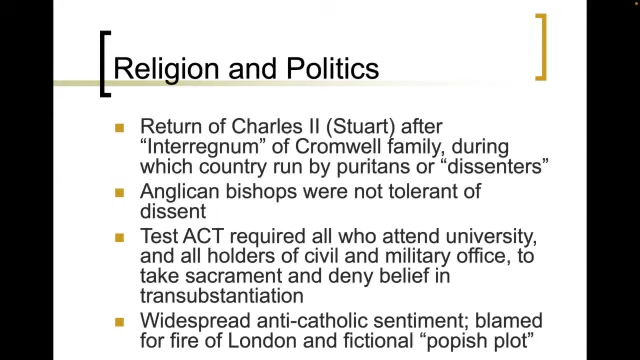 Religion and Politics
Return of Charles II (Stuart) after
“Interregnum” of Cromwell family, during
which country run by puritans or “dissenters”
Anglican bishops were not tolerant of
dissent
Test ACT required all who attend university,
and all holders of civil and military office, to
take sacrament and deny belief in
transubstantiation
Widespread anti-catholic sentiment; blamed
for fire of London and fictional “popish plot”